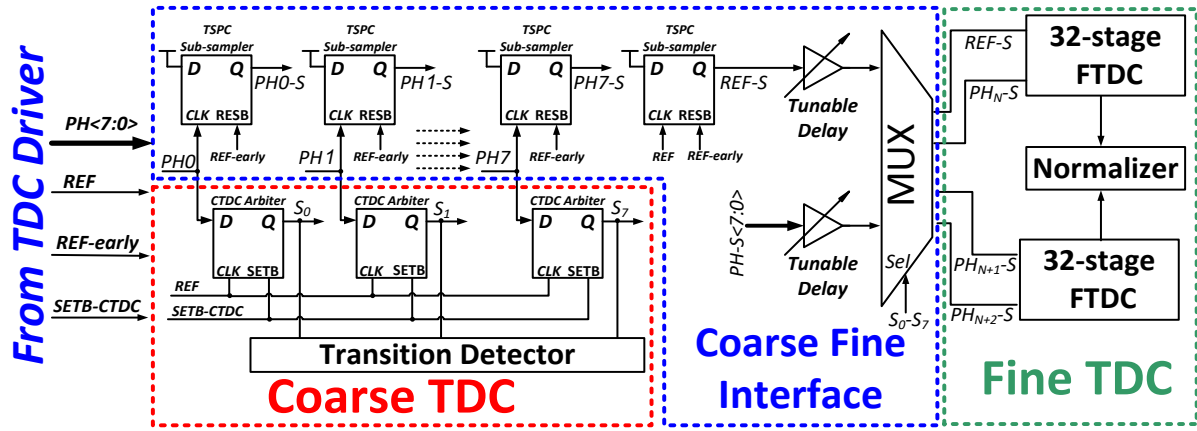 From TDC Driver
PH<7:0>
REF
REF-early
SETB-CTDC
TSPC
Sub-sampler
D Q
CLK RESB
PH0-S
REF-early
PH0
TSPC
Sub-sampler
D Q
CLK RESB
PH1-S
REF-early
PH1
TSPC
Sub-sampler
D Q
CLK RESB
PH7-S
REF-early
PH7
TSPC
Sub-sampler
D Q
CLK RESB
REF-S
REF
REF-early
Tunable
Delay
PH-S<7:0>
Tunable
Delay
MUX
Sel
S0-S7
Coarse Fine
Interface
CTDC Arbiter
D Q
CLK SETB
S0
CTDC Arbiter
D Q
CLK SETB
S1
CTDC Arbiter
D Q
CLK SETB
S7
REF
SETB-CTDC
Transition Detector
Coarse TDC
REF-S
PHN-S
32-stage
FTDC
Normalizer
PHN+1-S
PHN+2-S
32-stage
FTDC
Fine TDC